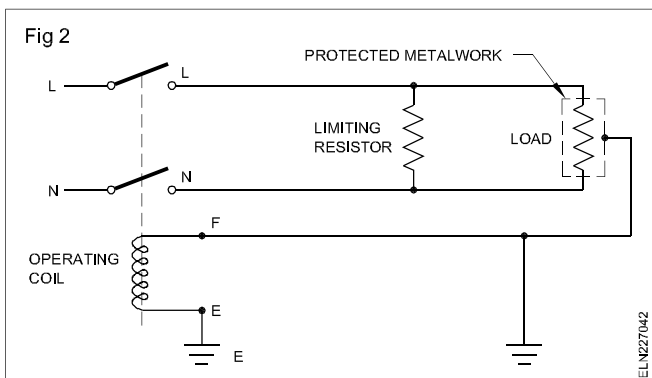 Fig 2
PROTECTED METALWORK
L
L
LIMITING
RESISTOR
LOAD
N
N
F
OPERATING
COIL
E
E
ELN227042